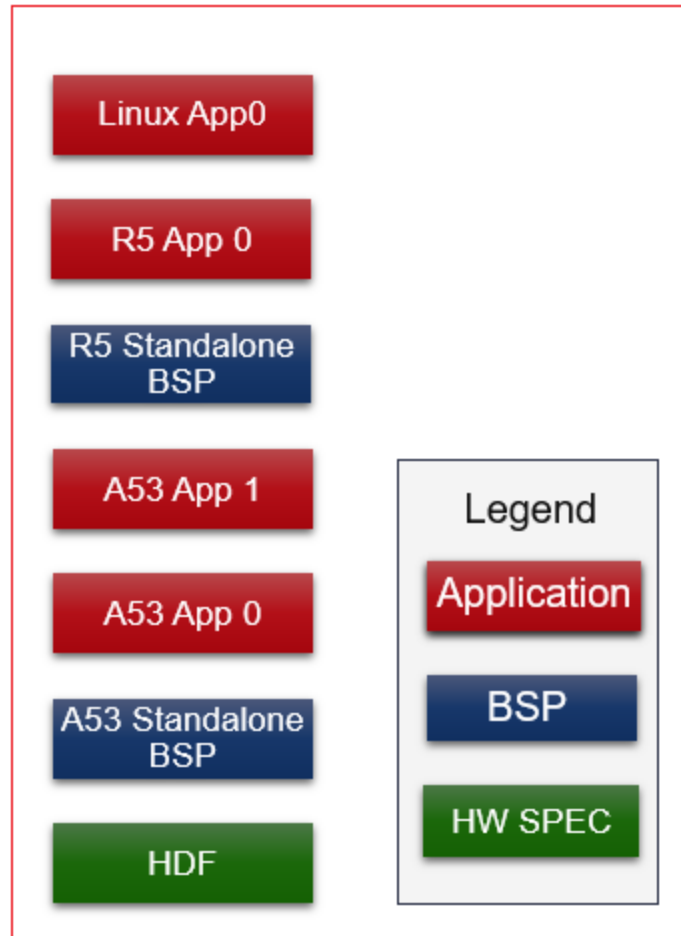 Linux App0
R5 App 0
R5 Standalone
BSP
A53 App 1
A53 App 0
A53 Standalone
BSP
HDF
Legend
Application
BSP
HW SPEC